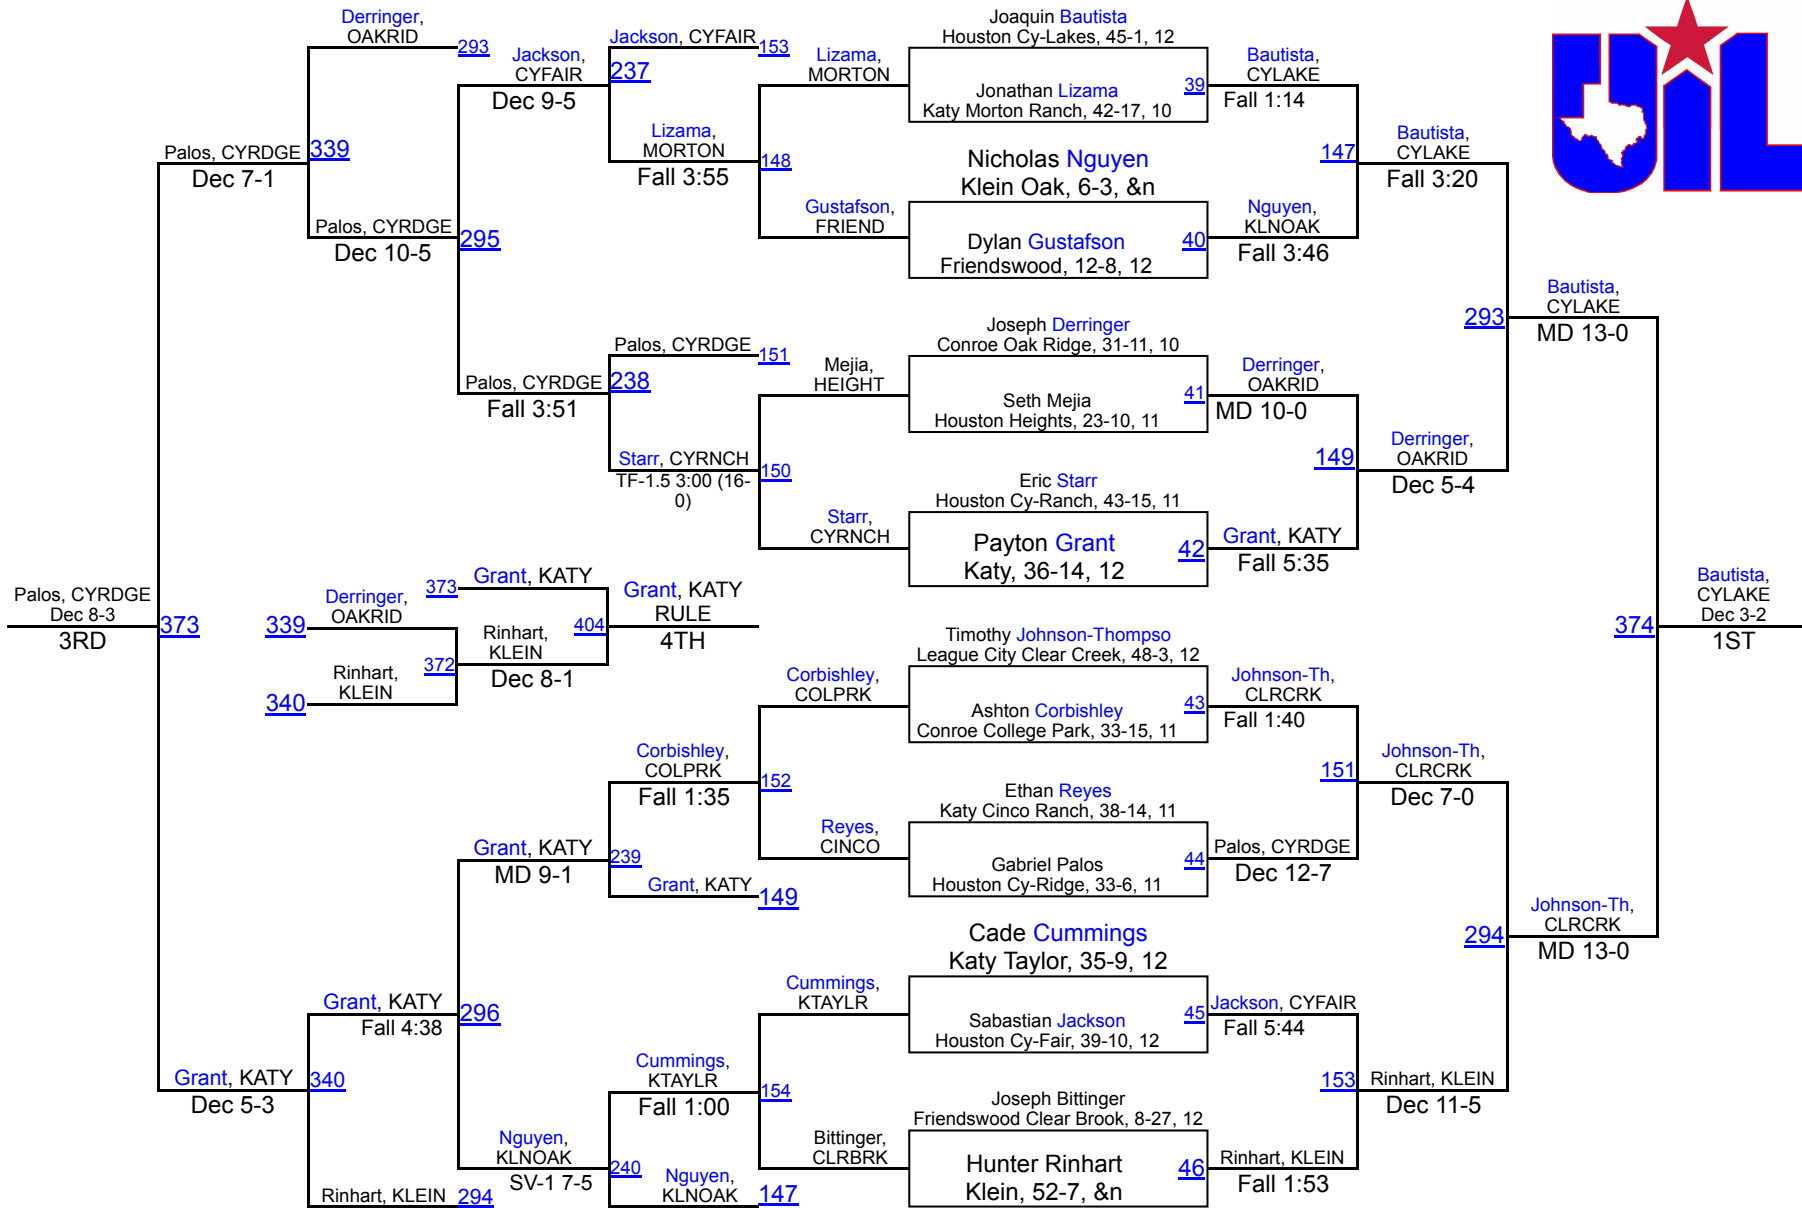 Derringer,
OAKRID
293
Jackson,
CYFAIR
Dec 9-5
Jackson, CYFAIR
153
237
Lizama,
MORTON
Joaquin Bautista
Houston Cy-Lakes, 45-1, 12
Jonathan Lizama
Katy Morton Ranch, 42-17, 10
39
Bautista,
CYLAKE
Fall 1:14
UIL
Palos, CYRDGE
Dec 7-1
339
Lizama,
MORTON
Fall 3:55
148
Nicholas Nguyen
Klein Oak, 6-3, &n
147
Bautista,
CYLAKE
Fall 3:20
Palos, CYRDGE
Dec 10-5
295
Gustafson,
FRIEND
Dylan Gustafson
Friendswood, 12-8, 12
40
Nguyen,
KLNOAK
Fall 3:46
293
Bautista,
CYLAKE
MD 13-0
Palos, CYRDGE
151
Palos, CYRDGE
Fall 3:51
238
Mejia,
HEIGHT
Joseph Derringer
Conroe Oak Ridge, 31-11, 10
Seth Mejia
Houston Heights, 23-10, 11
41
Derringer,
OAKRID
MD 10-0
Starr, CYRNCH
TF-1.5 3:00 (16-
0)
150
149
Derringer,
OAKRID
Dec 5-4
Starr,
CYRNCH
Eric Starr
Houston Cy-Ranch, 43-15, 11
Payton Grant
Katy, 36-14, 12
42
Grant, KATY
Fall 5:35
Palos, CYRDGE
Dec 8-3
3RD
373
339
Derringer,
OAKRID
373
Grant, KATY
Rinhart,
KLEIN
Dec 8-1
404
Grant, KATY
RULE
4TH
340
Rinhart,
KLEIN
372
374
Bautista,
CYLAKE
Dec 3-2
1ST
Corbishley,
COLPRK
Timothy Johnson-Thompso
League City Clear Creek, 48-3, 12
Ashton Corbishley
Conroe College Park, 33-15, 11
43
Johnson-Th,
CLRCRK
Fall 1:40
Corbishley,
COLPRK
Fall 1:35
152
151
Johnson-Th,
CLRCRK
Dec 7-0
Grant, KATY
MD 9-1
239
Grant, KATY
149
Reyes,
CINCO
Ethan Reyes
Katy Cinco Ranch, 38-14, 11
Gabriel Palos
Houston Cy-Ridge, 33-6, 11
44
Palos, CYRDGE
Dec 12-7
294
Johnson-Th,
CLRCRK
MD 13-0
Grant, KATY
Fall 4:38
296
Cummings,
KTAYLR
Cade Cummings
Katy Taylor, 35-9, 12
Sabastian Jackson
Houston Cy-Fair, 39-10, 12
45
Jackson, CYFAIR
Fall 5:44
Grant, KATY
Dec 5-3
340
Cummings,
KTAYLR
Fall 1:00
154
153
Rinhart, KLEIN
Dec 11-5
Rinhart, KLEIN
294
Nguyen,
KLNOAK
SV-1 7-5
240
Nguyen,
KLNOAK
147
Bittinger,
CLRBRK
Joseph Bittinger
Friendswood Clear Brook, 8-27, 12
Hunter Rinhart
Klein, 52-7, &n
46
Rinhart, KLEIN
Fall 1:53